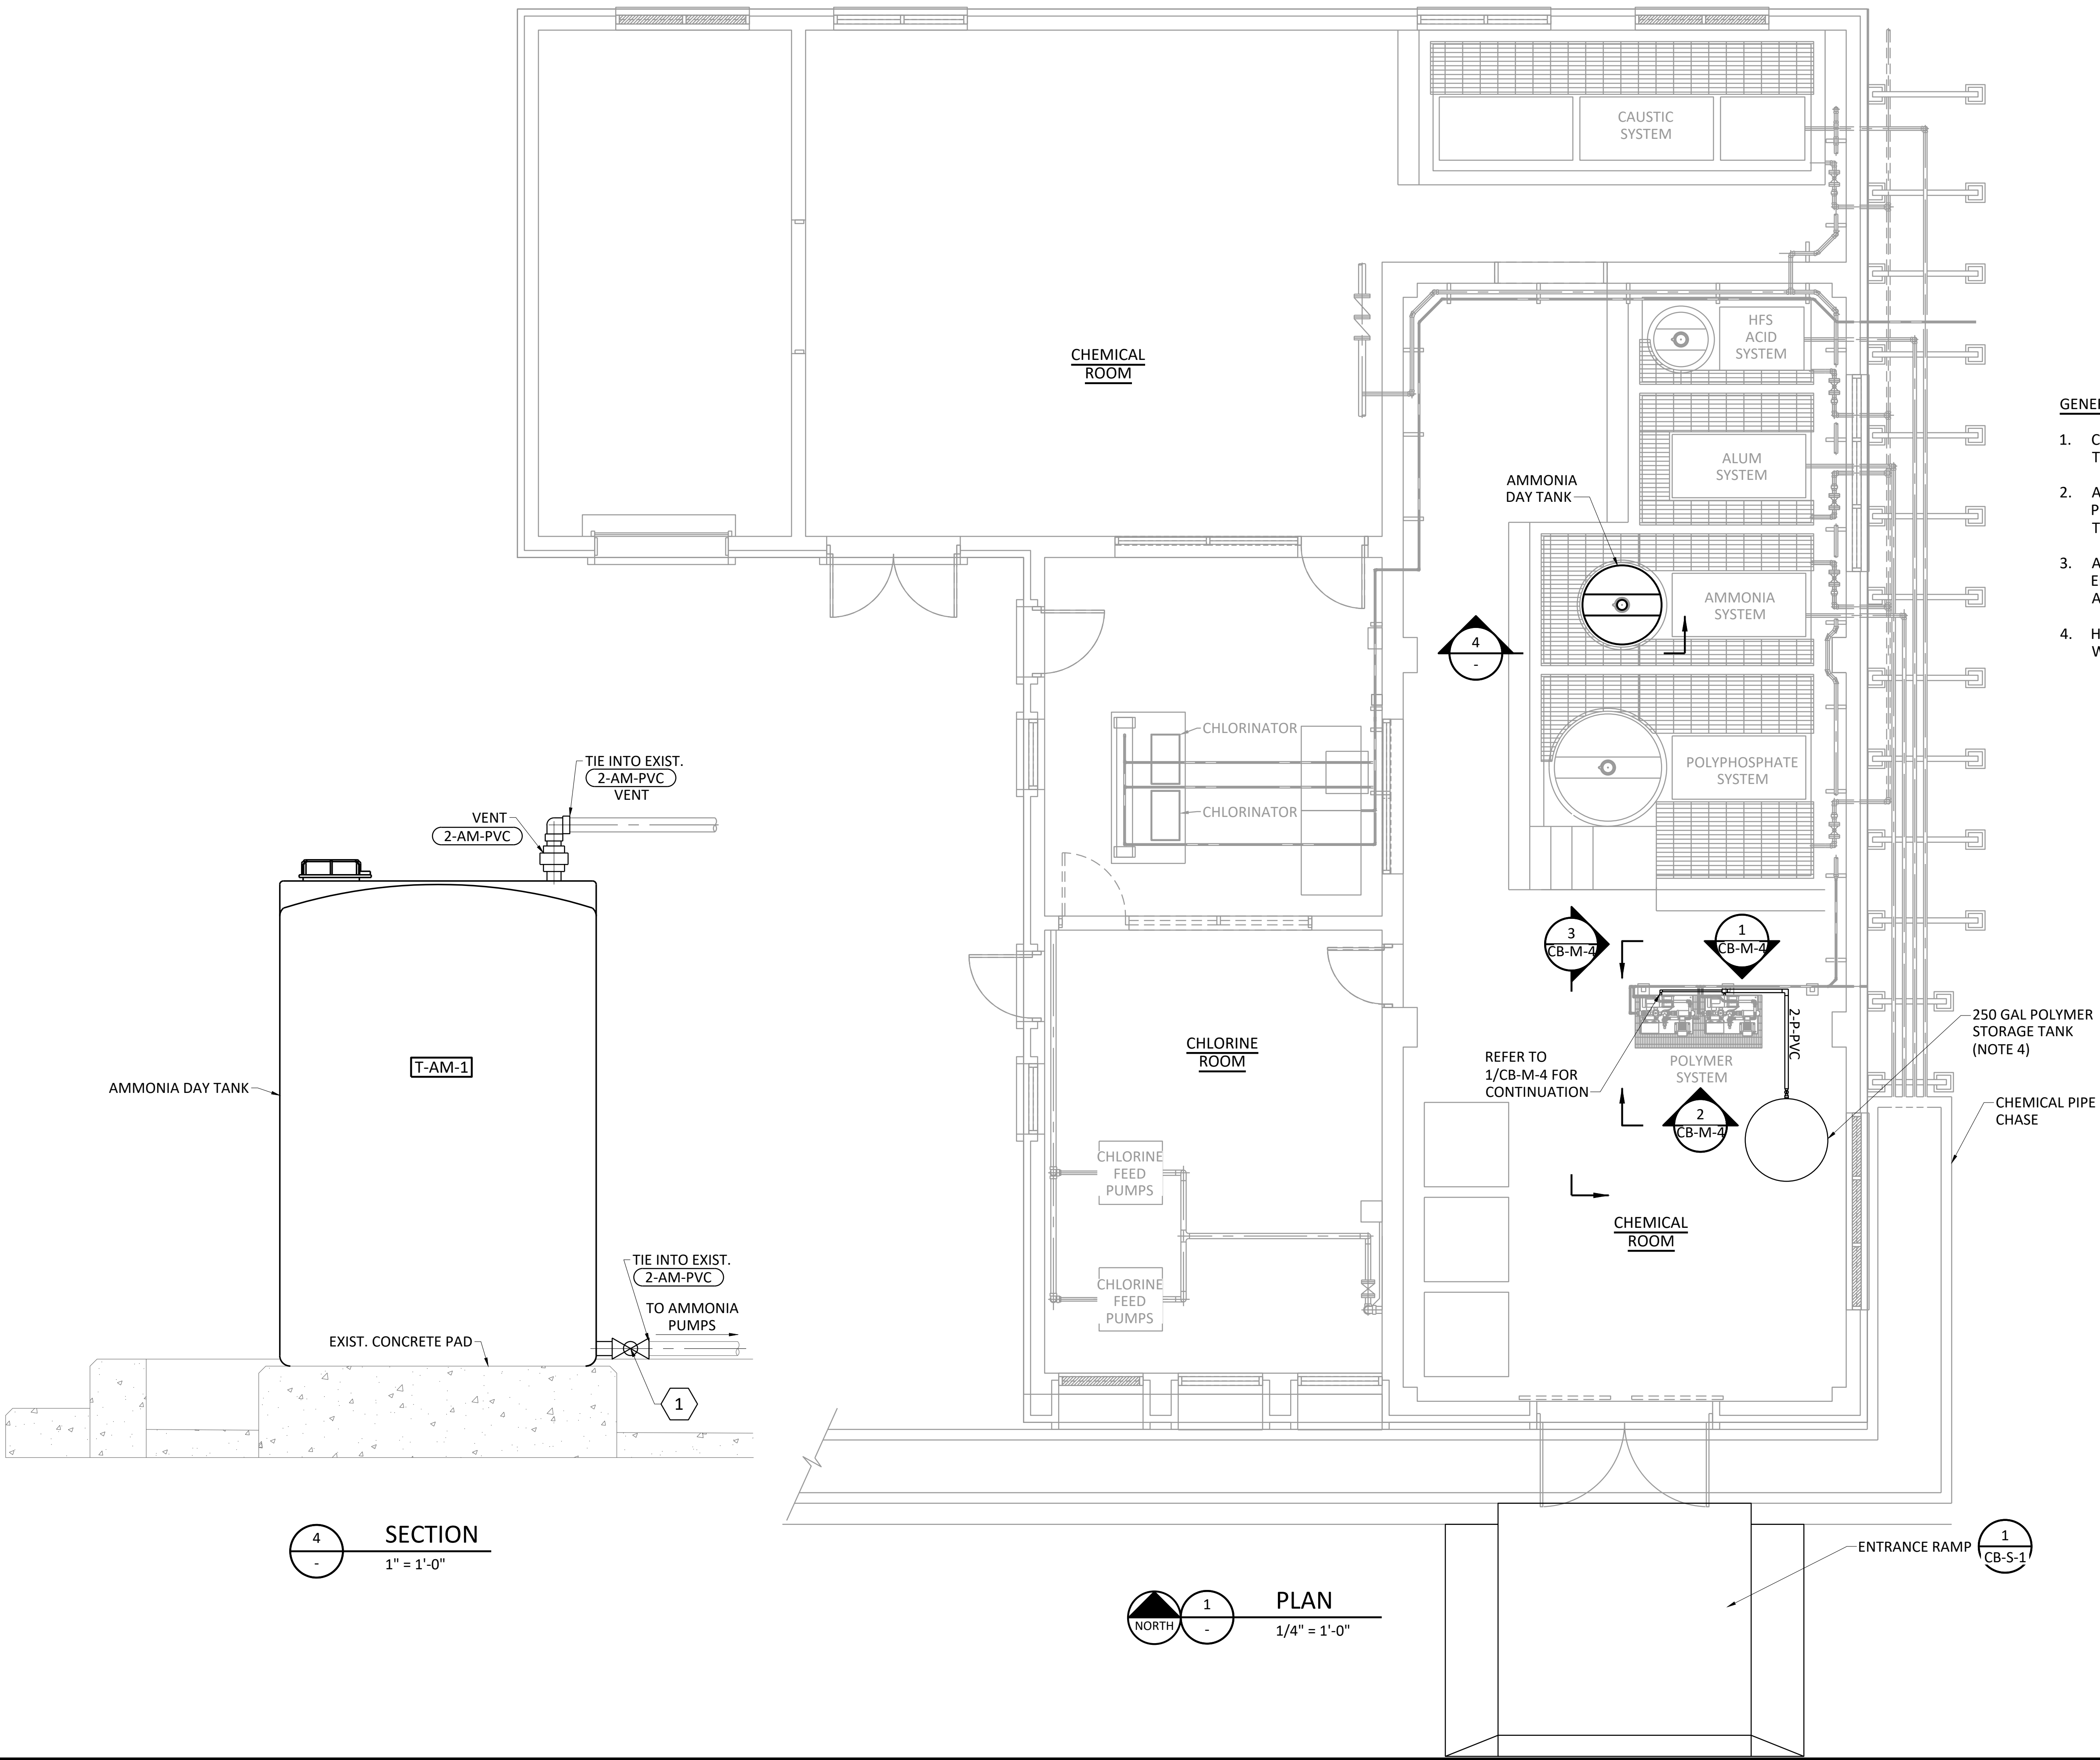 CAUSTIC
SYSTEM
CHEMICAL
ROOM
HFS
ACID
SYSTEM
ALUM
SYSTEM
AMMONIA
DAY TANK
AMMONIA
SYSTEM
4
-
CHLORINATOR
CHLORINATOR
POLYPHOSPHATE
SYSTEM
3
CB-M-4
1
CB-M-4
2-P-PVC
250 GAL POLYMER
STORAGE TANK
(NOTE 4)
POLYMER
SYSTEM
REFER TO
1/CB-M-4 FOR
CONTINUATION
2
CB-M-4
CHEMICAL PIPE
CHASE
CHLORINE
ROOM
CHLORINE
FEED
PUMPS
CHLORINE
FEED
PUMPS
CHEMICAL
ROOM
ENTRANCE RAMP
1
CB-S-1
NORTH
1
-
PLAN
1/4" = 1'-0"
TIE INTO EXIST.
2-AM-PVC
VENT
VENT
2-AM-PVC
T-AM-1
AMMONIA DAY TANK
TIE INTO EXIST.
2-AM-PVC
TO AMMONIA
PUMPS
EXIST. CONCRETE PAD
1
4
-
SECTION
1" = 1'-0"
1.
2.
3.
4.